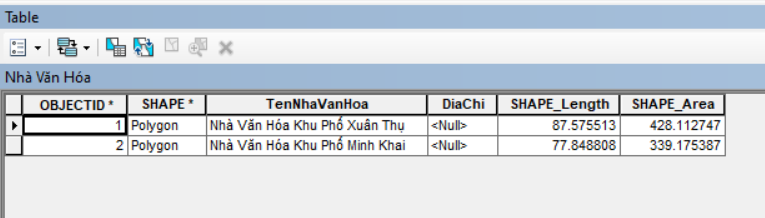 Table
Nhà Văn Hóa
OBJECTID * SHAPE * TenNhaVanHoa DiaChi SHAPE_Length SHAPE_Area
1 Polygon Nhà Văn Hóa Khu Phố Xuân Thụ <Null> 87.575513 428.112747
2 Polygon Nhà Văn Hóa Khu Phố Minh Khai <Null> 77.848808 339.175387